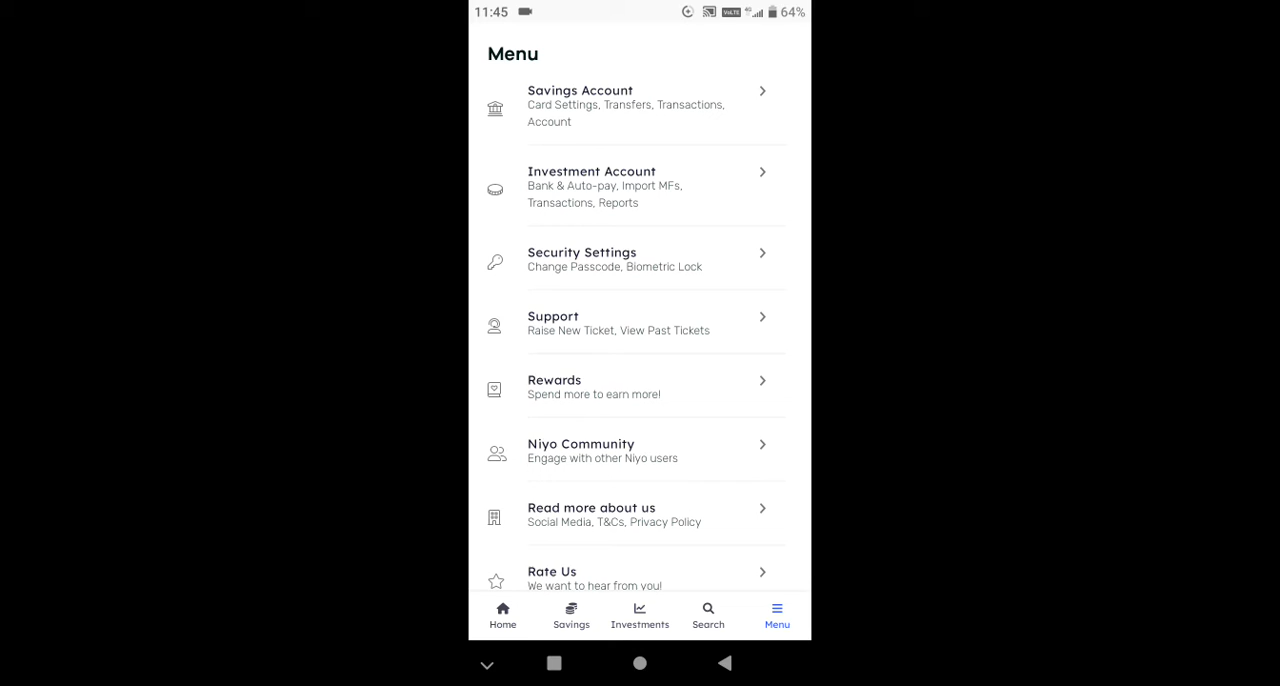 11:45 VoLTE 4G 64%
Menu
Savings Account
Card Settings, Transfers, Transactions,
Account
Investment Account
Bank & Auto-pay, Import MFs,
Transactions, Reports
Security Settings
Change Passcode, Biometric Lock
Support
Raise New Ticket, View Past Tickets
Rewards
Spend more to earn more!
Niyo Community
Engage with other Niyo users
Read more about us
Social Media, T&Cs, Privacy Policy
Rate Us
We want to hear from you!
Home Savings Investments Search Menu